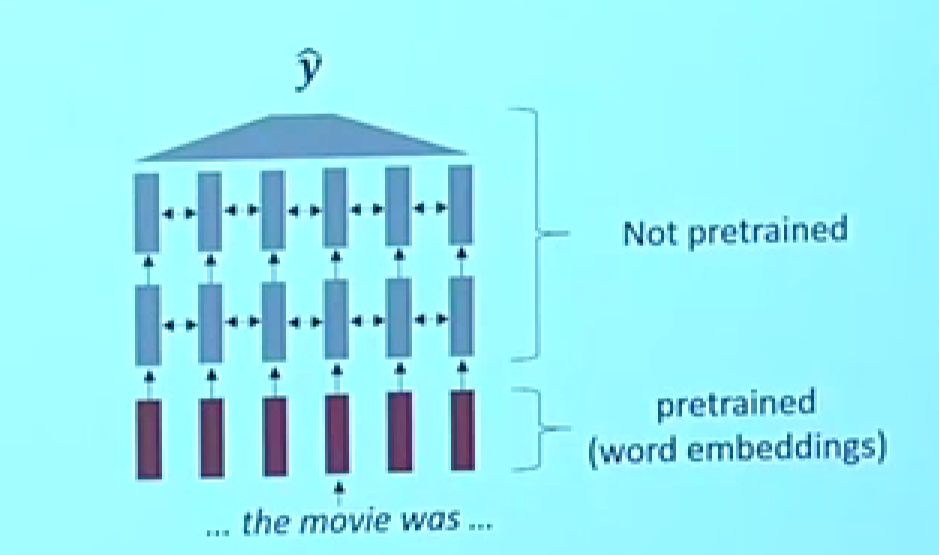 ŷ
Not pretrained
pretrained
(word embeddings)
... the movie was ...